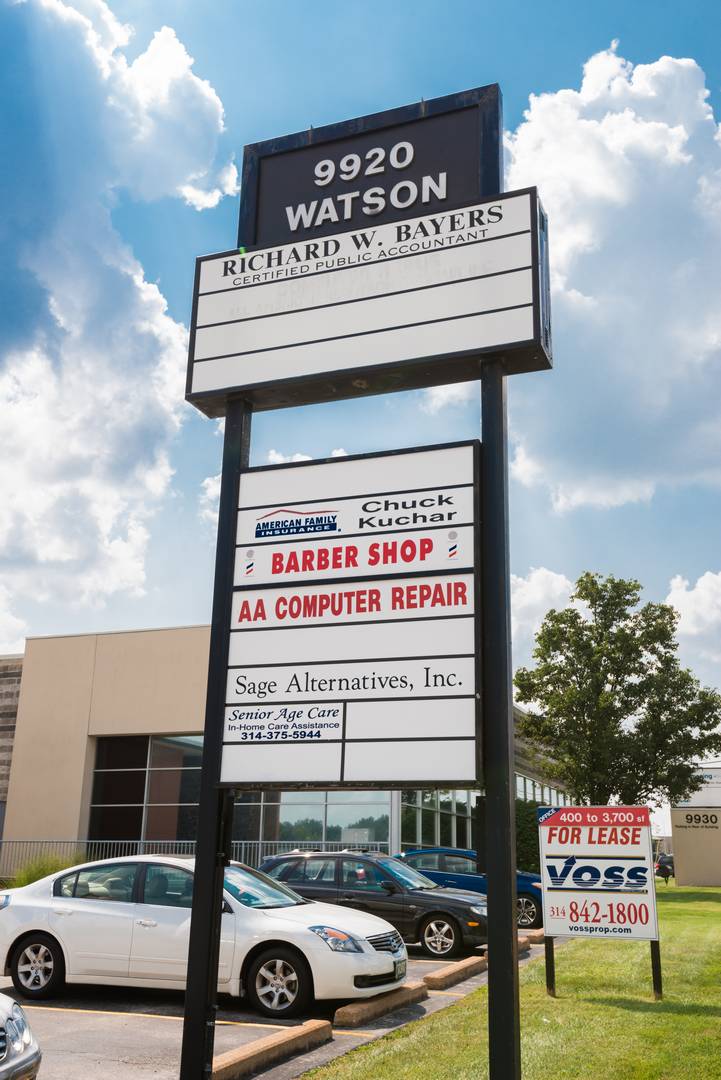 9920
WATSON
RICHARD W. BAYERS
CERTIFIED PUBLIC ACCOUNTANT
AMERICAN FAMILY
INSURANCE
Chuck
Kuchar
BARBER SHOP
AA COMPUTER REPAIR
Sage Alternatives, Inc.
Senior Age Care
In-Home Care Assistance
314-375-5944
OFFICE
400 to 3,700 sf
FOR LEASE
VOSS
314 842-1800
vossprop.com
9930